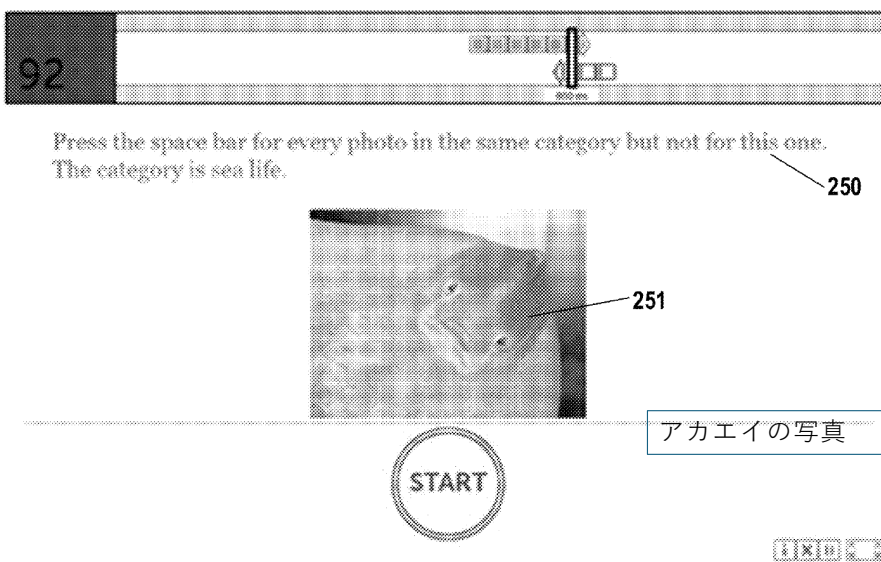 92
Press the space bar for every photo in the same category but not for this one.
The category is sea life.
250
251
アカエイの写真
START